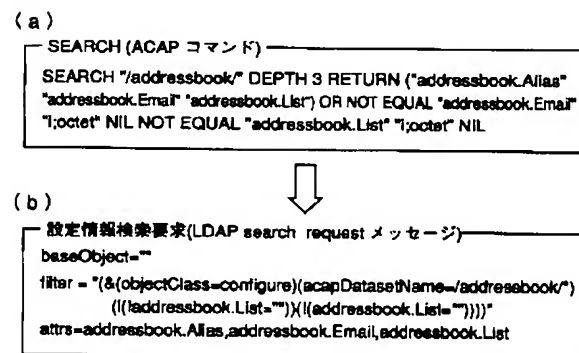 (a)
SEARCH (ACAP コマンド)
SEARCH "/addressbook/" DEPTH 3 RETURN ("addressbook.Alias"
"addressbook.Email" "addressbook.List") OR NOT EQUAL "addressbook.Email"
"i;octet" NIL NOT EQUAL "addressbook.List" "i;octet" NIL
(b)
設定情報検索要求(LDAP search request メッセージ)
baseObject=""
filter = "(&(objectClass=configure)(acapDatasetName=/addressbook/")
(|(!addressbook.List=""))(!(addressbook.List=""))))"
attrs=addressbook.Alias,addressbook.Email,addressbook.List